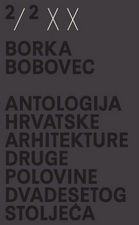 2/2 XX
BORKA
BOBOVEC
ANTOLOGIJA
HRVATSKE
ARHITEKTURE
DRUGE
POLOVINE
DVADESETOG
STOLJEĆA